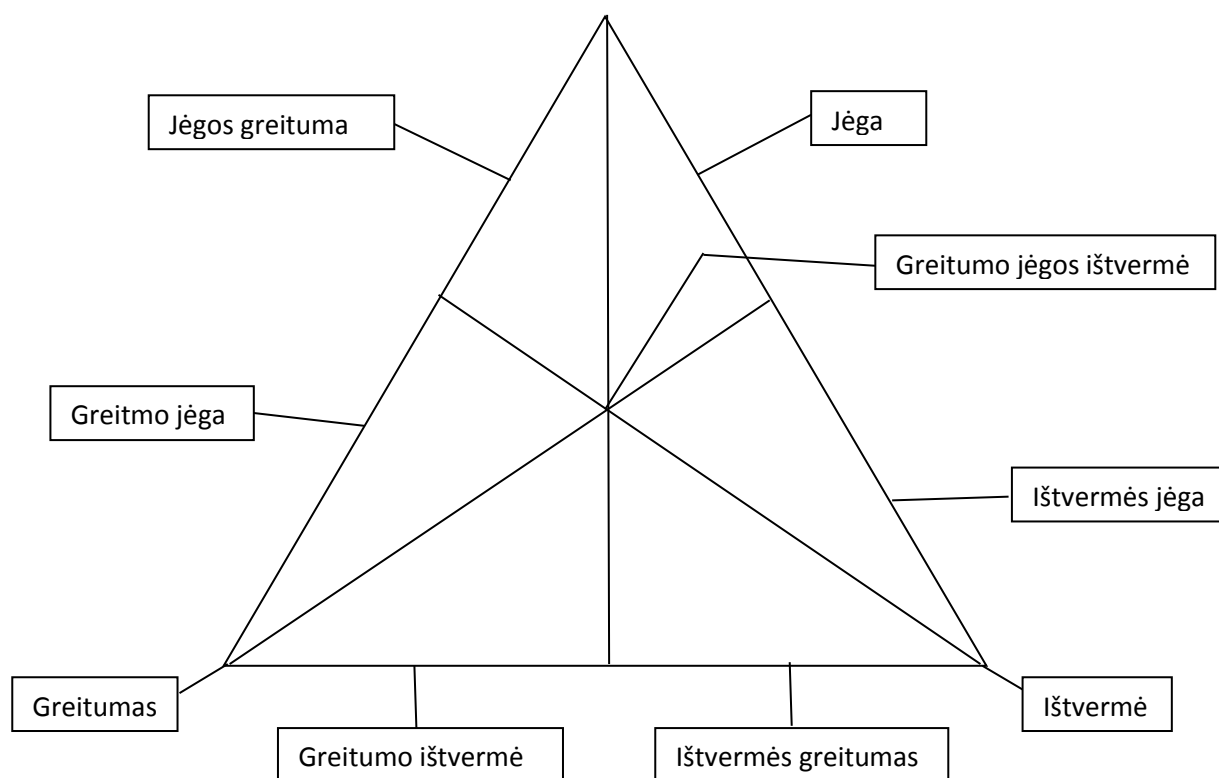 Jėgos greituma
Jėga
Greitumo jėgos ištvermė
Greitmo jėga
Ištvermės jėga
Greitumas
Ištvermė
Greitumo ištvermė
Ištvermės greitumas